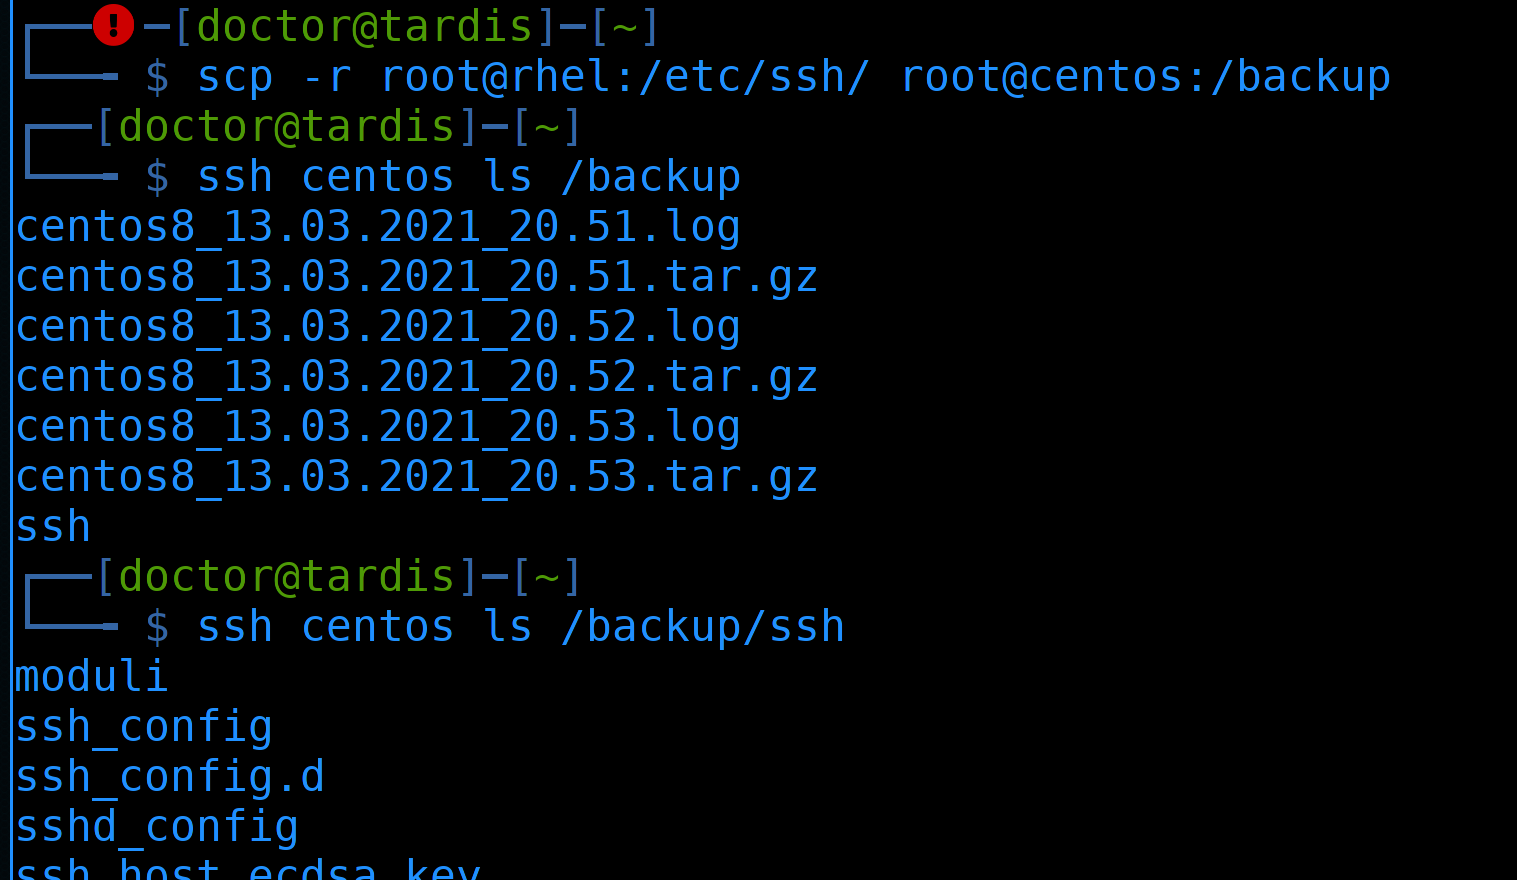 ┌──❗─[doctor@tardis]─[~]
└──╼ $ scp -r root@rhel:/etc/ssh/ root@centos:/backup
┌──[doctor@tardis]─[~]
└──╼ $ ssh centos ls /backup
centos8_13.03.2021_20.51.log
centos8_13.03.2021_20.51.tar.gz
centos8_13.03.2021_20.52.log
centos8_13.03.2021_20.52.tar.gz
centos8_13.03.2021_20.53.log
centos8_13.03.2021_20.53.tar.gz
ssh
┌──[doctor@tardis]─[~]
└──╼ $ ssh centos ls /backup/ssh
moduli
ssh_config
ssh_config.d
sshd_config
ssh_host_ecdsa_key